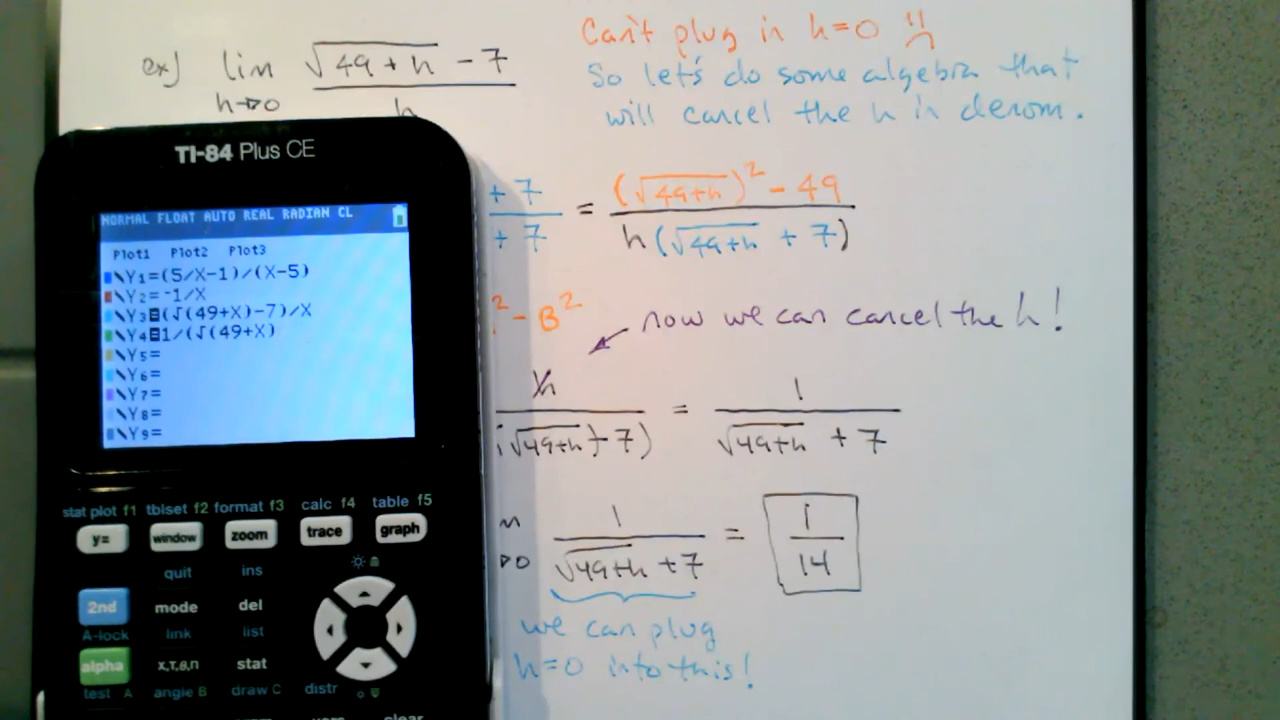 ex) lim √49+h - 7
h→0 h
Can't plug in h=0
So let's do some algebra that
will cancel the h in denom.
+ 7 = (√49+h)² - 49
+ 7 h(√49+h + 7)
² - B²
now we can cancel the h!
h = 1
(√49+h + 7) √49+h + 7
1 = 1
→0 √49+h + 7 14
we can plug
h=0 into this!
TI-84 Plus CE
NORMAL FLOAT AUTO REAL RADIAN CL
Plot1 Plot2 Plot3
\Y1=(5/X-1)/(X-5)
\Y2=-1/X
\Y3=(√(49+X)-7)/X
\Y4=1/(√(49+X)
\Y5=
\Y6=
\Y7=
\Y8=
\Y9=
stat plot f1 tblset f2 format f3 calc f4 table f5
y= window zoom trace graph
quit ins
2nd mode del
A-lock link list
alpha x,T,θ,n stat
test A angle B draw C distr
clear